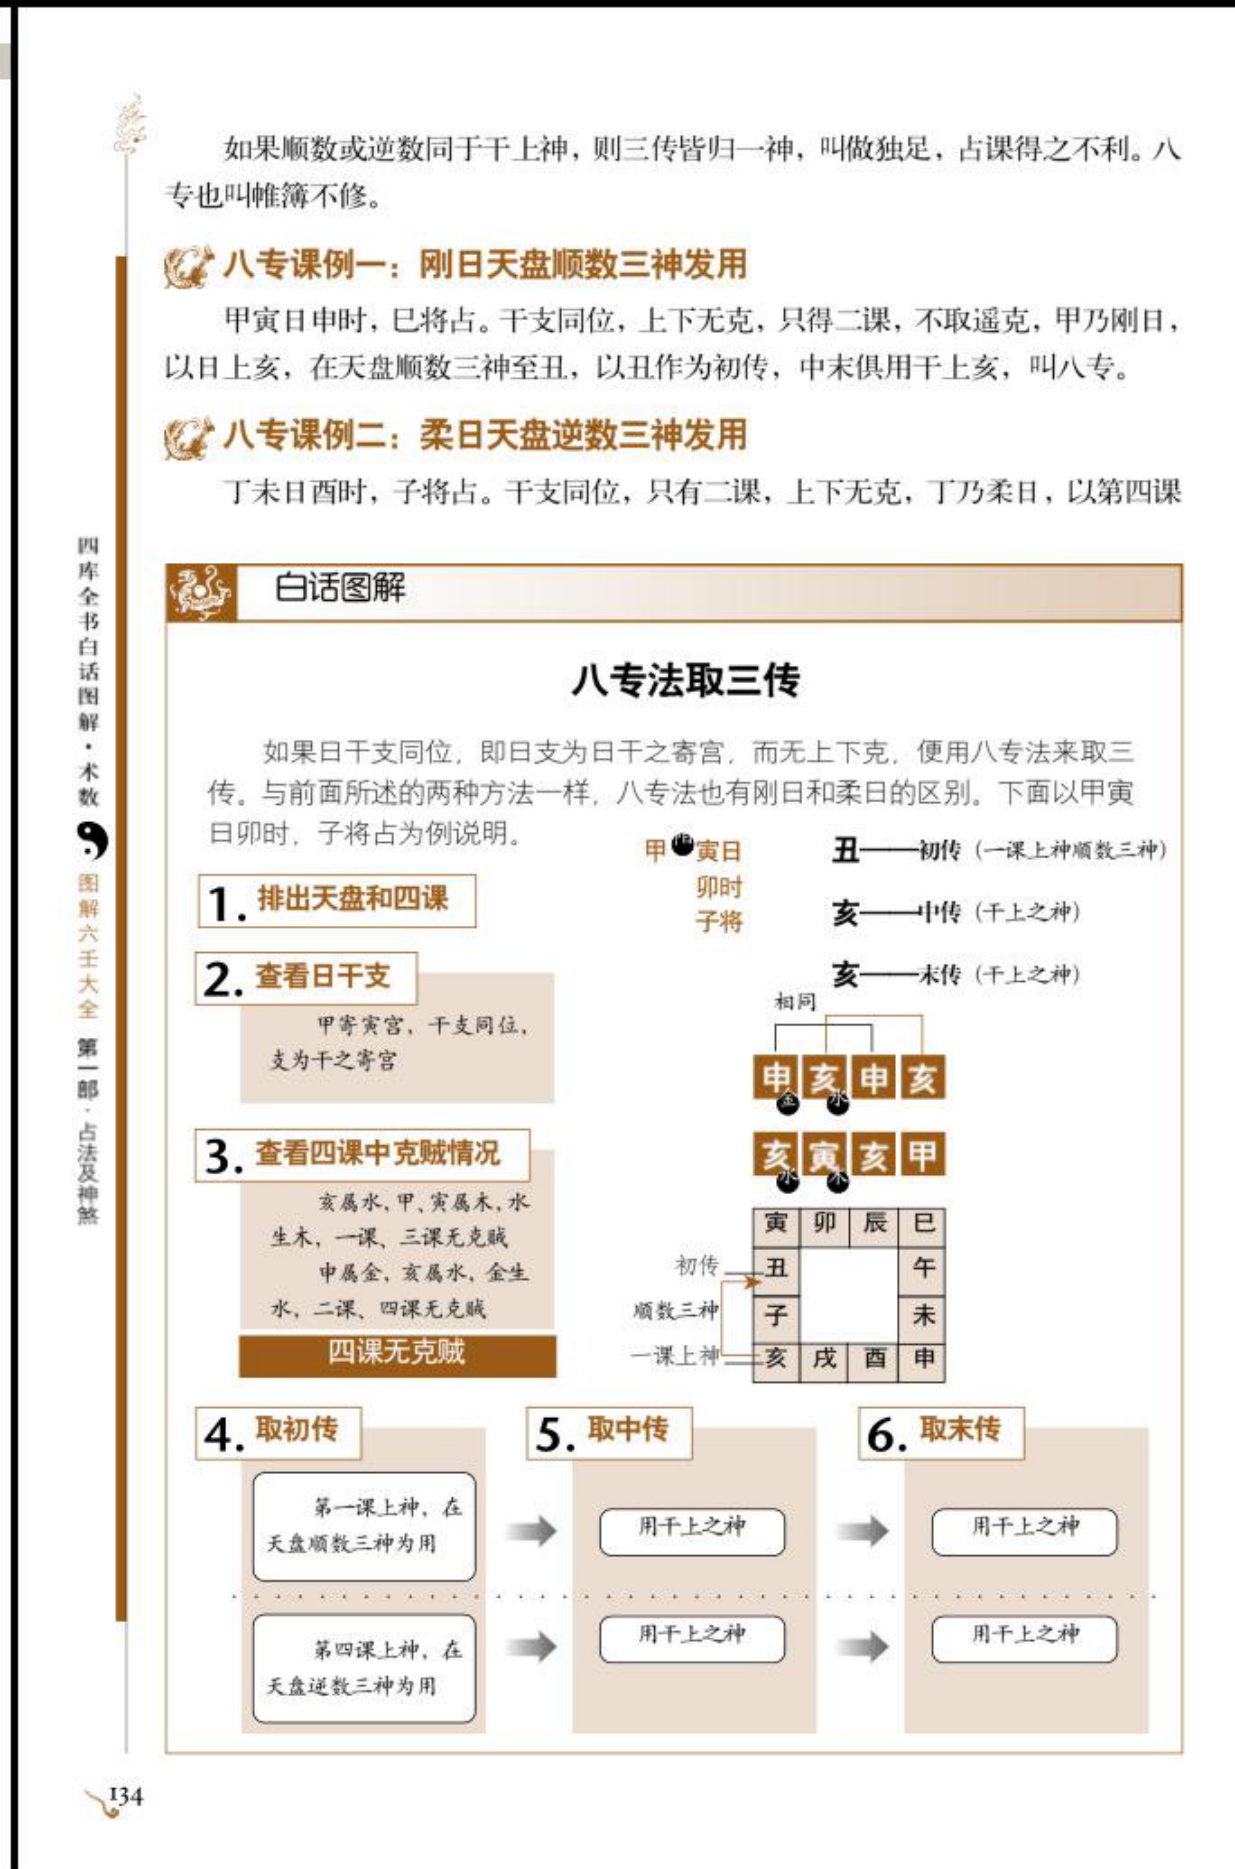 如果顺数或逆数同于干上神，则三传皆归一神，叫做独足，占课得之不利。八
专也叫帷簿不修。
八专课例一：刚日天盘顺数三神发用
甲寅日申时，巳将占。干支同位，上下无克，只得二课，不取遥克，甲乃刚日，
以日上亥，在天盘顺数三神至丑，以丑作为初传，中末俱用干上亥，叫八专。
八专课例二：柔日天盘逆数三神发用
丁未日酉时，子将占。干支同位，只有二课，上下无克，丁乃柔日，以第四课
四库全书白话图解·术数
图解六壬大全
第一部·占法及神煞
白话图解
八专法取三传
如果日干支同位，即日支为日干之寄宫，而无上下克，便用八专法来取三
传。与前面所述的两种方法一样，八专法也有刚日和柔日的区别。下面以甲寅
日卯时，子将占为例说明。
甲 寅日
卯时
子将
丑——初传（一课上神顺数三神）
亥——中传（干上之神）
亥——末传（干上之神）
1. 排出天盘和四课
2. 查看日干支
甲寄寅宫，干支同位，
支为干之寄宫
3. 查看四课中克贼情况
亥属水，甲、寅属木，水
生木，一课、三课无克贼
申属金，亥属水，金生
水，二课、四课无克贼
四课无克贼
相同
申 亥 申 亥
金 水
亥 寅 亥 甲
水 木
寅 卯 辰 巳
初传 丑 午
顺数三神 子 未
一课上神 亥 戌 酉 申
4. 取初传
第一课上神，在
天盘顺数三神为用
第四课上神，在
天盘逆数三神为用
5. 取中传
用干上之神
用干上之神
6. 取末传
用干上之神
用干上之神
134